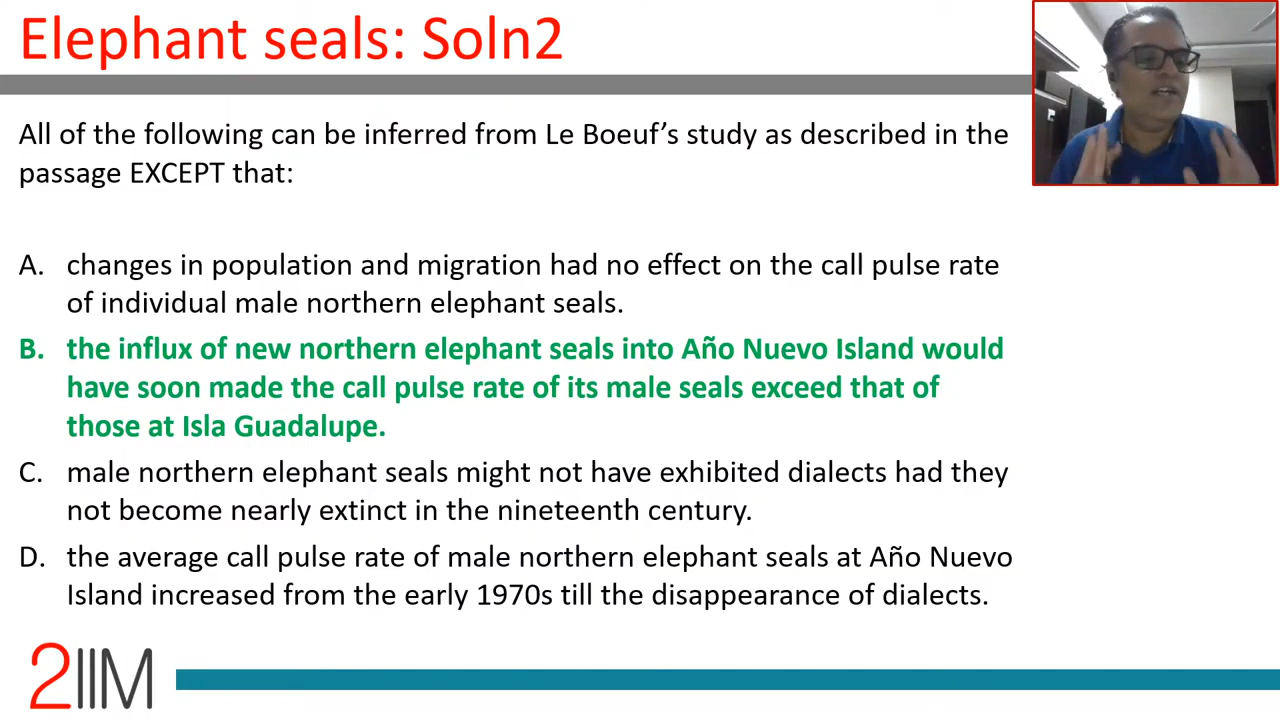 Elephant seals: Soln2
All of the following can be inferred from Le Boeuf’s study as described in the
passage EXCEPT that:
A. changes in population and migration had no effect on the call pulse rate
of individual male northern elephant seals.
B. the influx of new northern elephant seals into Año Nuevo Island would
have soon made the call pulse rate of its male seals exceed that of
those at Isla Guadalupe.
C. male northern elephant seals might not have exhibited dialects had they
not become nearly extinct in the nineteenth century.
D. the average call pulse rate of male northern elephant seals at Año Nuevo
Island increased from the early 1970s till the disappearance of dialects.
2IIM